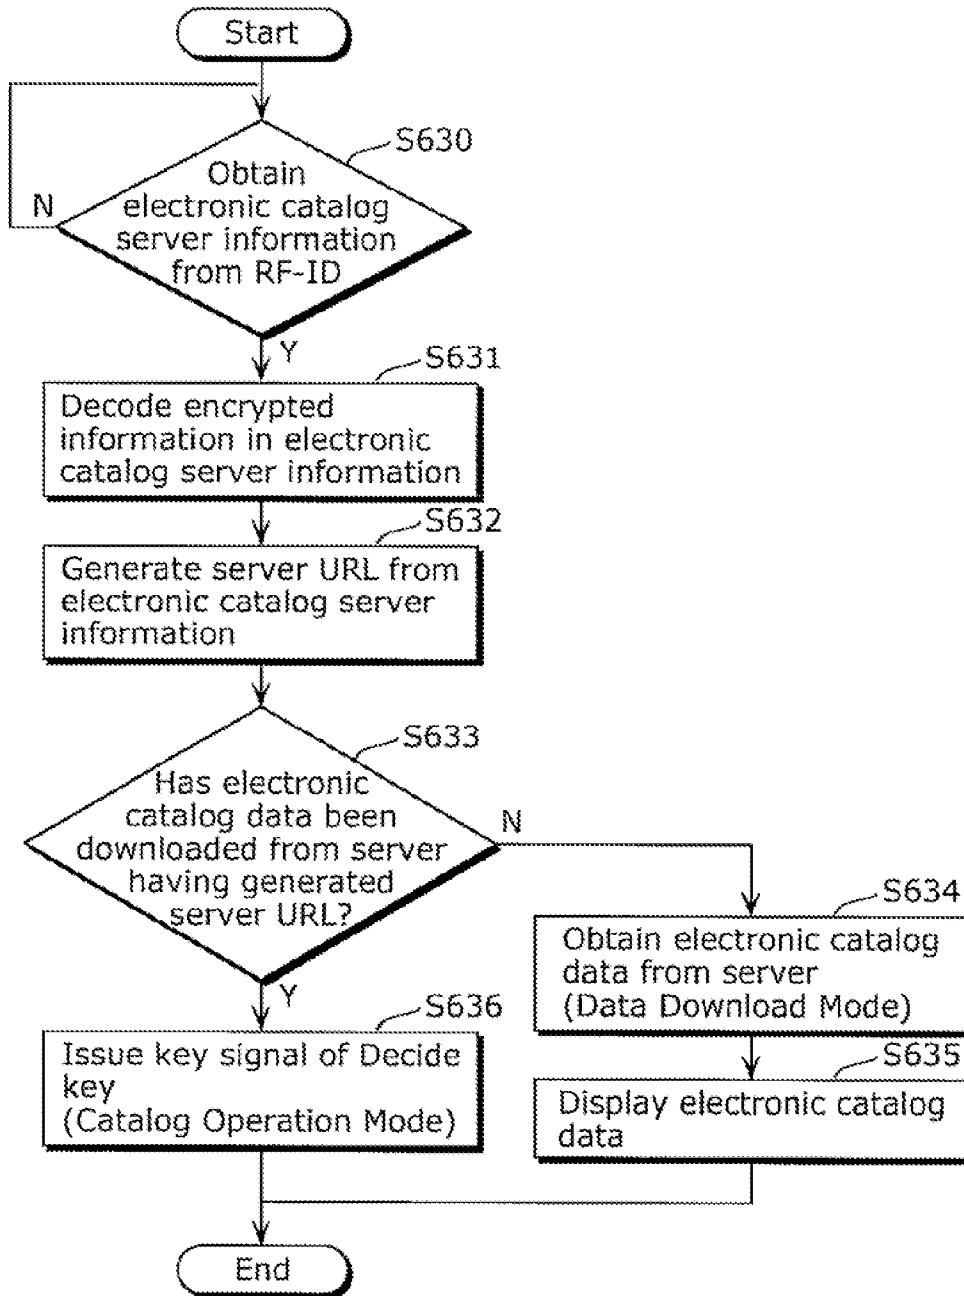 Start
S630
Obtain
electronic catalog
server information
from RF-ID
N
Y
S631
Decode encrypted
information in electronic
catalog server information
S632
Generate server URL from
electronic catalog server
information
S633
Has electronic
catalog data been
downloaded from server
having generated
server URL?
N
Y
S634
Obtain electronic catalog
data from server
(Data Download Mode)
S635
Display electronic catalog
data
S636
Issue key signal of Decide
key
(Catalog Operation Mode)
End